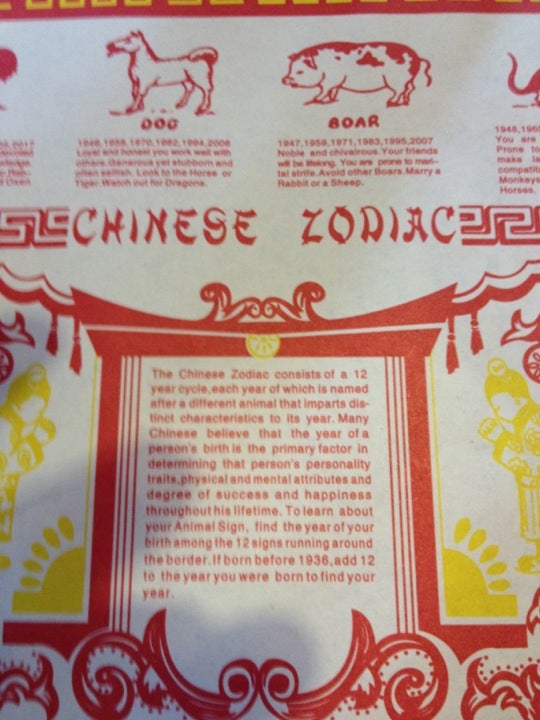 DOG
1946,1958,1970,1982,1994,2006
Loyal and honest you work well with
others. Generous yet stubborn and
often selfish. Look to the Horse or
Tiger. Watch out for Dragons.
BOAR
1947,1959,1971,1983,1995,2007
Noble and chivalrous. Your friends
will be lifelong. You are prone to mari-
tal strife. Avoid other Boars. Marry a
Rabbit or a Sheep.
You are
Prone to
make
Monkeys
Horses.
CHINESE ZODIAC
The Chinese Zodiac consists of a 12
year cycle, each year of which is named
after a different animal that imparts dis-
tinct characteristics to its year. Many
Chinese believe that the year of a
person's birth is the primary factor in
determining that person's personality
traits, physical and mental attributes and
degree of success and happiness
throughout his lifetime. To learn about
your Animal Sign, find the year of your
birth among the 12 signs running around
the border. If born before 1936, add 12
to the year you were born to find your
year.